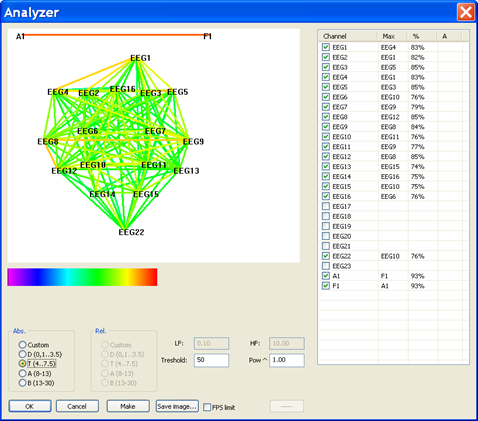 Analyzer
A1 F1
EEG1
EEG4 EEG2 EEG16 EEG3 EEG5
EEG6 EEG7
EEG8 EEG9
EEG12 EEG10 EEG11 EEG13
EEG14 EEG15
EEG22
Channel Max % A
EEG1 EEG4 83%
EEG2 EEG1 82%
EEG3 EEG5 85%
EEG4 EEG1 83%
EEG5 EEG3 85%
EEG6 EEG10 76%
EEG7 EEG9 79%
EEG8 EEG12 85%
EEG9 EEG8 84%
EEG10 EEG11 76%
EEG11 EEG9 77%
EEG12 EEG8 85%
EEG13 EEG15 74%
EEG14 EEG16 75%
EEG15 EEG10 75%
EEG16 EEG6 76%
EEG17
EEG18
EEG19
EEG20
EEG21
EEG22 EEG10 76%
EEG23
A1 F1 93%
F1 A1 93%
Abs.
Custom
D (0,1..3.5)
T (4..7.5)
A (8-13)
B (13-30)
Rel.
Custom
D (0,1..3.5)
T (4..7.5)
A (8-13)
B (13-30)
LF: 0.10 HF: 10.00
Treshold: 50 Pow ^ 1.00
OK Cancel Make Save image... FPS limit -----